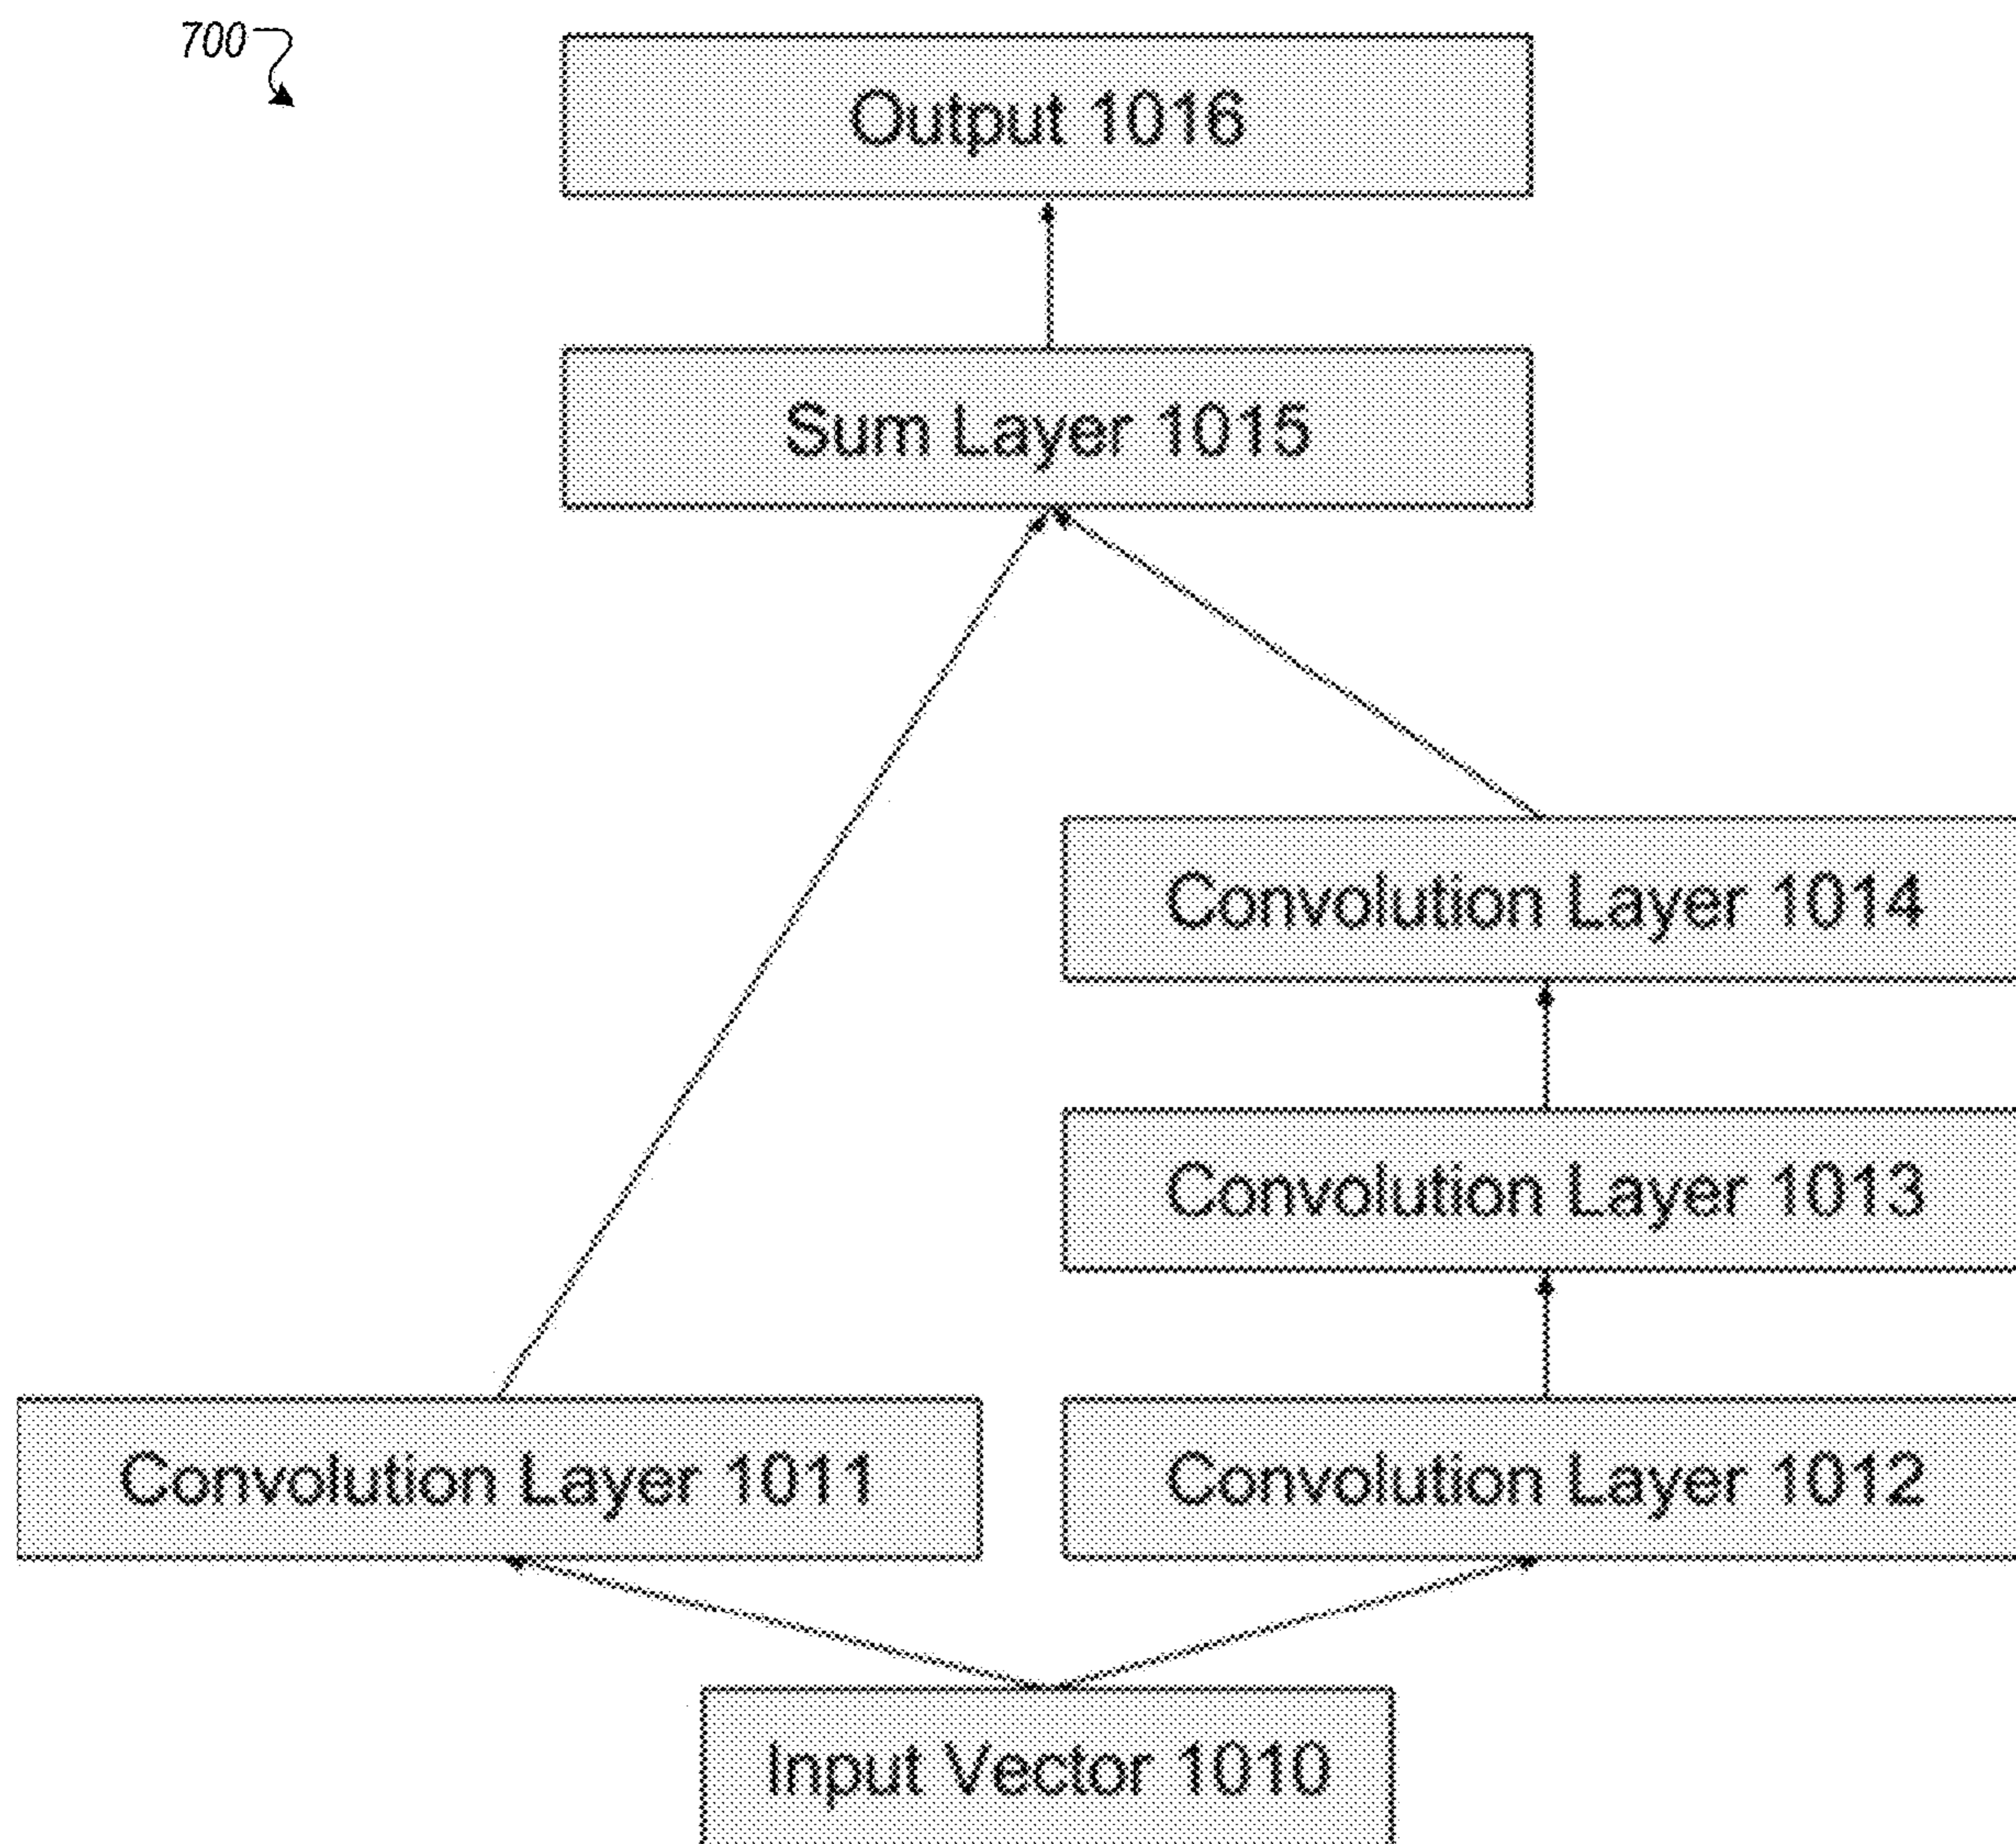 700
Output 1016
Sum Layer 1015
Convolution Layer 1014
Convolution Layer 1013
Convolution Layer 1011
Convolution Layer 1012
Input Vector 1010